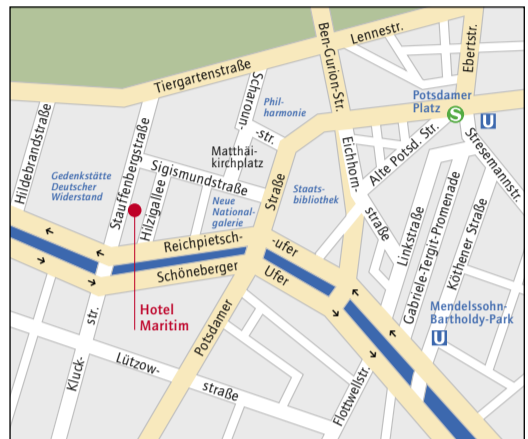 Lennestr.
Ben-Gurion-Str.
Ebertstr.
Tiergartenstraße
Scharoun-
-str.
Phil-
harmonie
Potsdamer
Platz
S
U
Hildebrandstraße
Stauffenbergstraße
Matthäi-
kirchplatz
Alte Potsd. Str.
Stresemannstr.
Gedenkstätte
Deutscher
Widerstand
Sigismundstraße
Hilzigallee
Straße
Staats-
bibliothek
Eichhorn-
straße
Neue
National-
galerie
Linkstraße
Gabriele-Tergit-Promenade
Köthener Straße
Reichpietsch-
-ufer
Schöneberger
Ufer
Hotel
Maritim
Mendelssohn-
Bartholdy-Park
U
Potsdamer
Kluck-
str.
Lützow-
straße
Flottwellstr.